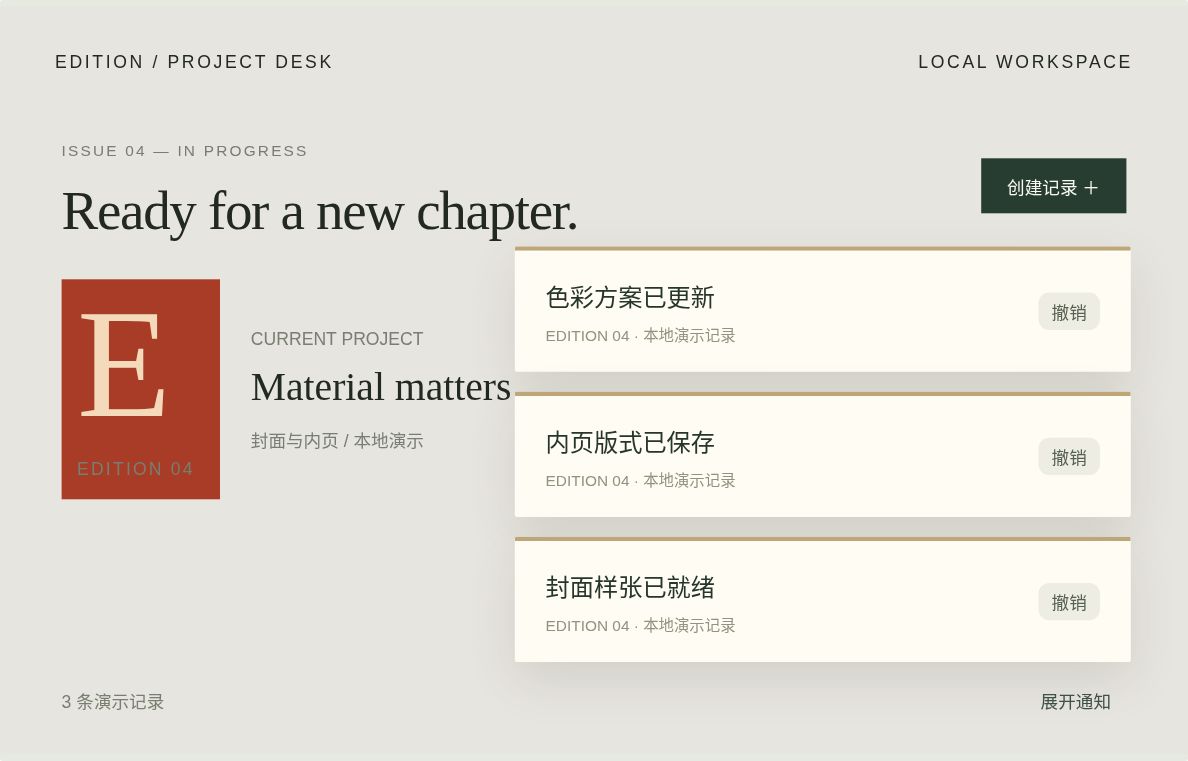 EDITION / PROJECT DESK
LOCAL WORKSPACE
ISSUE 04 — IN PROGRESS
Ready for a new chapter.
创建记录 +
E
EDITION 04
CURRENT PROJECT
Material matters
封面与内页 / 本地演示
色彩方案已更新
EDITION 04 · 本地演示记录
撤销
内页版式已保存
EDITION 04 · 本地演示记录
撤销
封面样张已就绪
EDITION 04 · 本地演示记录
撤销
3 条演示记录
展开通知